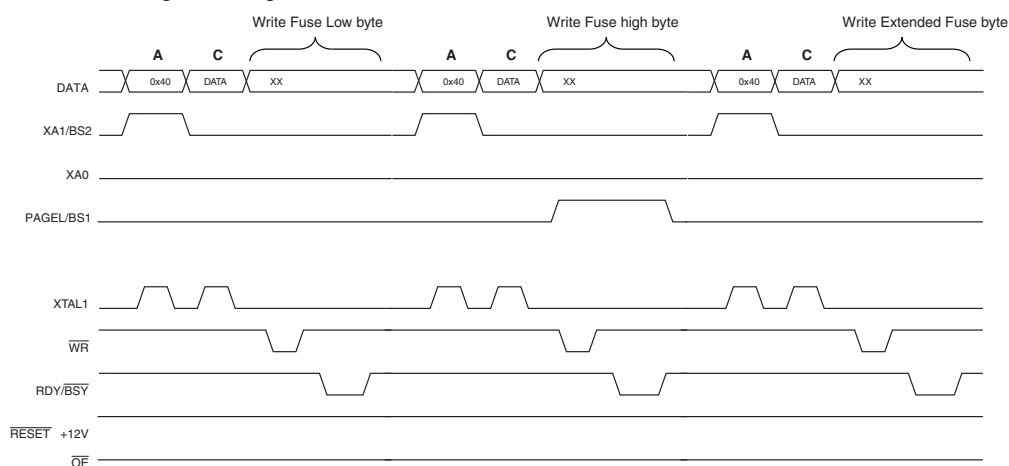 Write Fuse Low byte Write Fuse high byte Write Extended Fuse byte
A C A C A C
DATA 0x40 DATA XX 0x40 DATA XX 0x40 DATA XX
XA1/BS2
XA0
PAGEL/BS1
XTAL1
WR
RDY/BSY
RESET +12V
OE